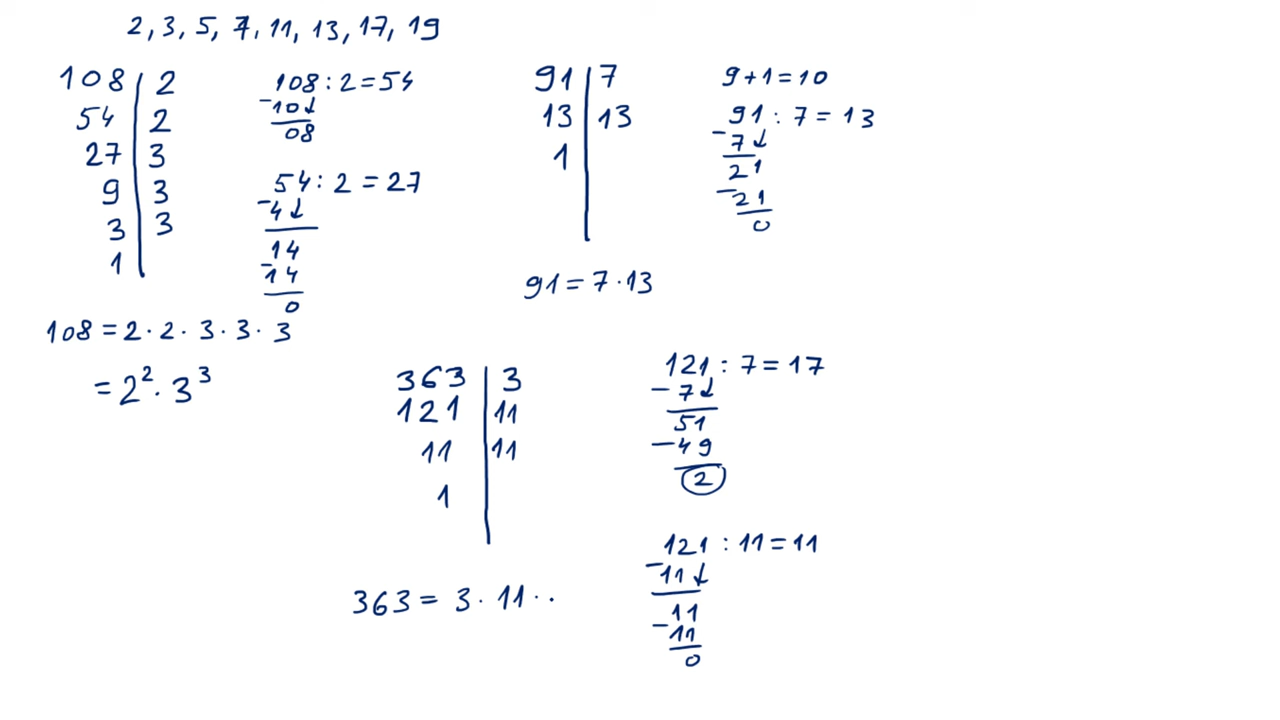 2, 3, 5, 7, 11, 13, 17, 19
108 | 2
54 | 2
27 | 3
9 | 3
3 | 3
1
108 : 2 = 54
-10↓
08
54 : 2 = 27
-4↓
14
-14
0
108 = 2 · 2 · 3 · 3 · 3
= 2² · 3³
91 | 7
13 | 13
1
91 = 7 · 13
9 + 1 = 10
91 : 7 = 13
-7↓
21
-21
0
363 | 3
121 | 11
11 | 11
1
363 = 3 · 11 · ·
121 : 7 = 17
-7↓
51
-49
2
121 : 11 = 11
-11↓
11
-11
0